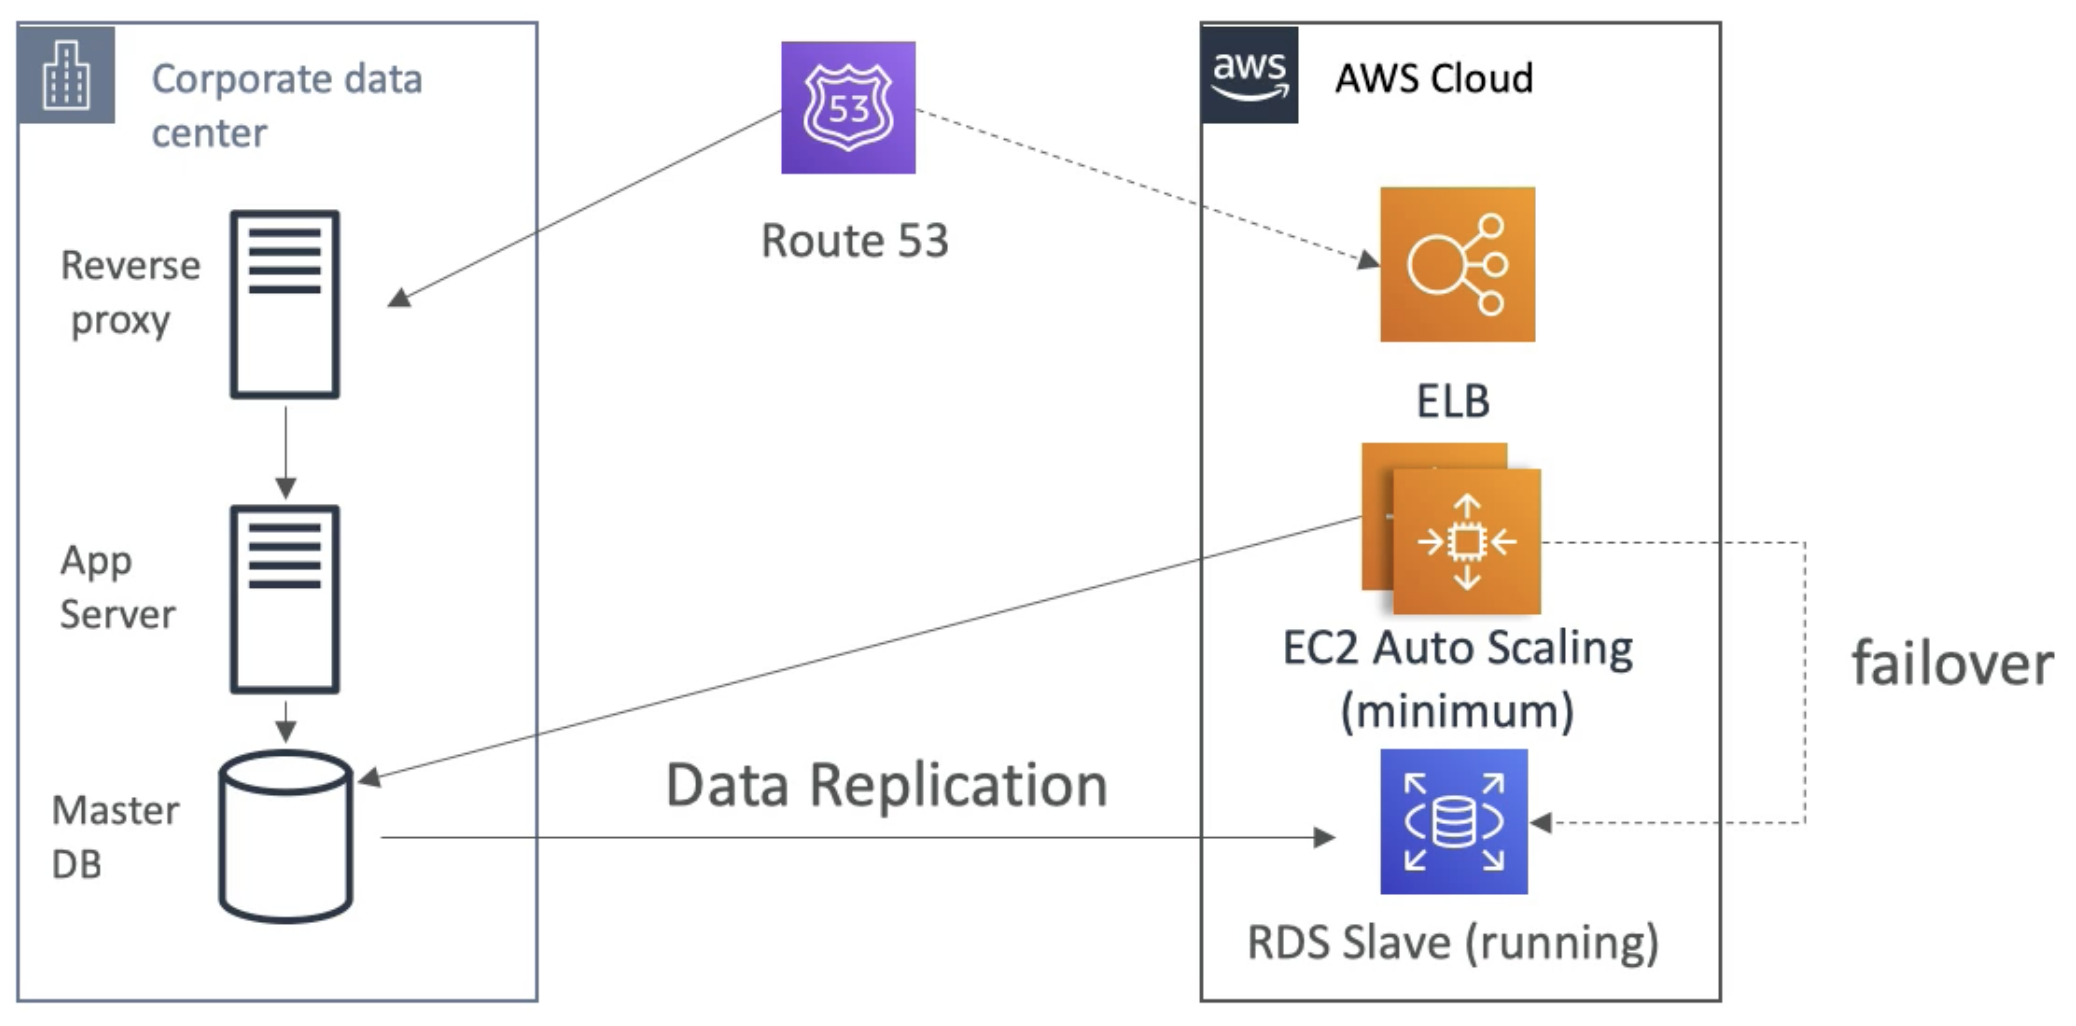 Corporate data
center
53
Route 53
aws
AWS Cloud
Reverse
proxy
ELB
App
Server
EC2 Auto Scaling
(minimum)
failover
Master
DB
Data Replication
RDS Slave (running)